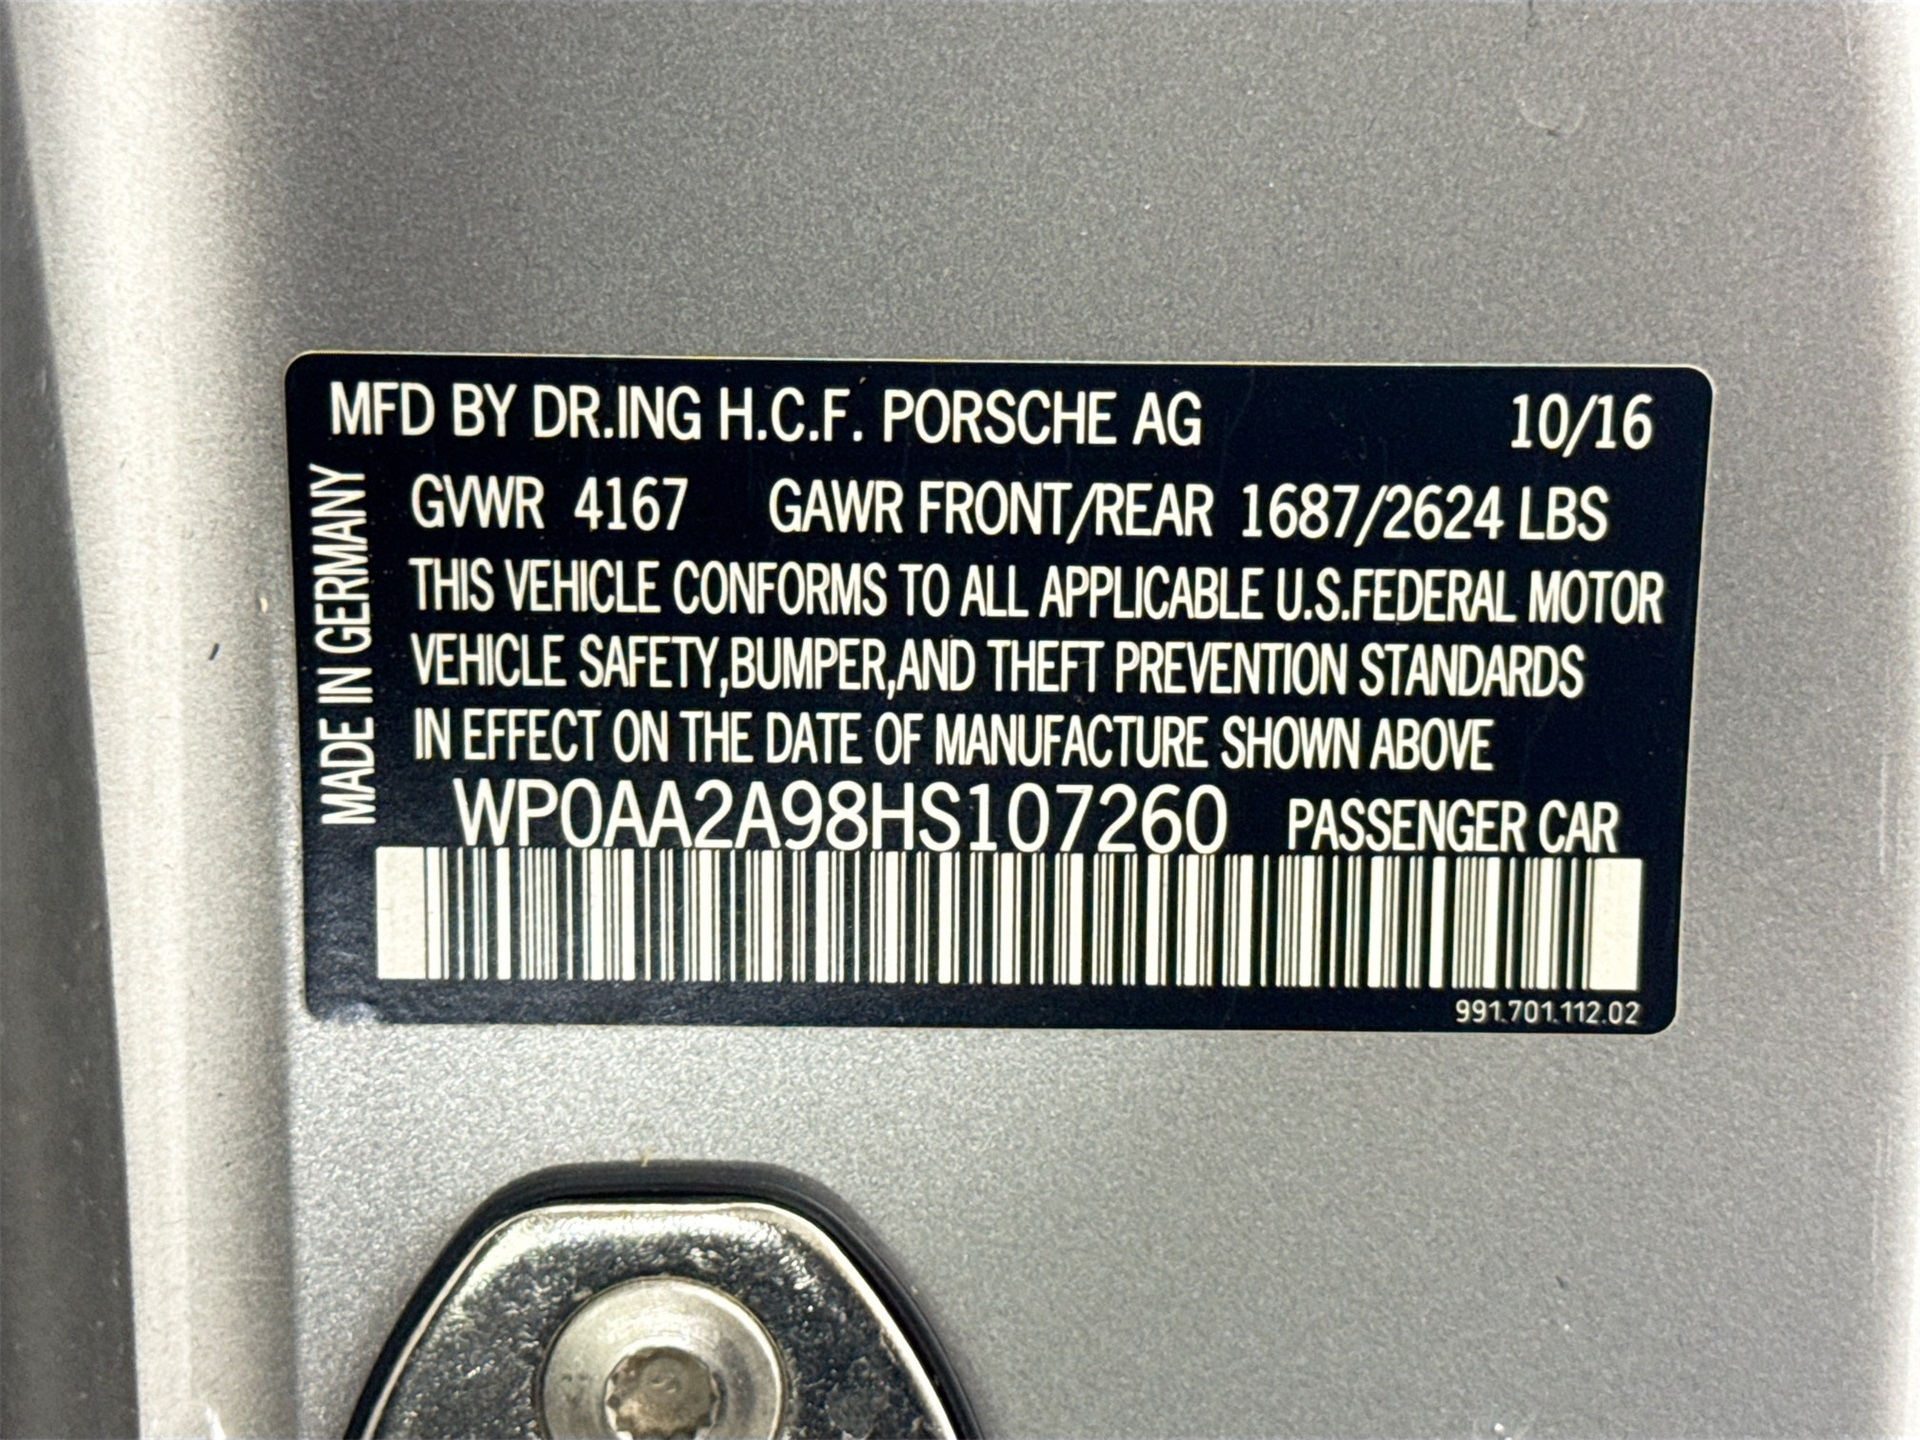 MFD BY DR.ING H.C.F. PORSCHE AG 10/16
GVWR 4167 GAWR FRONT/REAR 1687/2624 LBS
THIS VEHICLE CONFORMS TO ALL APPLICABLE U.S.FEDERAL MOTOR
VEHICLE SAFETY,BUMPER,AND THEFT PREVENTION STANDARDS
IN EFFECT ON THE DATE OF MANUFACTURE SHOWN ABOVE
WP0AA2A98HS107260 PASSENGER CAR
991.701.112.02
MADE IN GERMANY